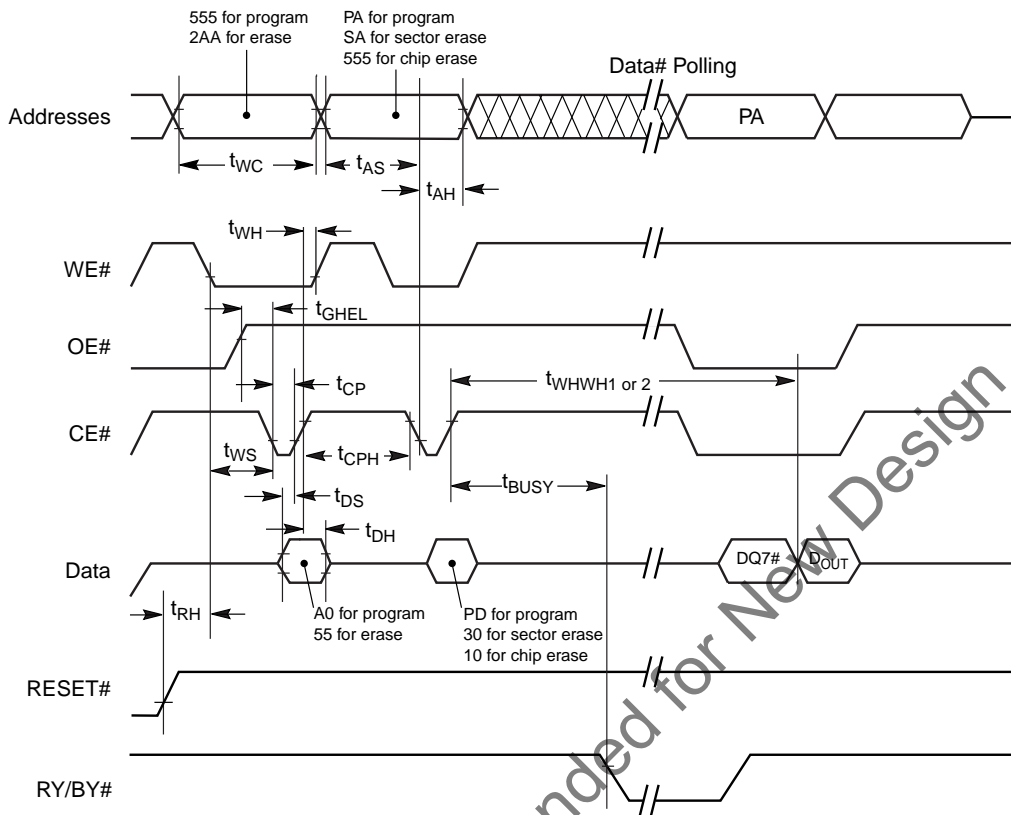 555 for program
2AA for erase
PA for program
SA for sector erase
555 for chip erase
Data# Polling
Addresses
PA
tWC
tAS
tAH
tWH
WE#
tGHEL
OE#
tCP
tWHWH1 or 2
CE#
tWS
tCPH
tBUSY
tDS
tDH
Data
DQ7#
DOUT
tRH
A0 for program
55 for erase
PD for program
30 for sector erase
10 for chip erase
RESET#
RY/BY#
for New Design